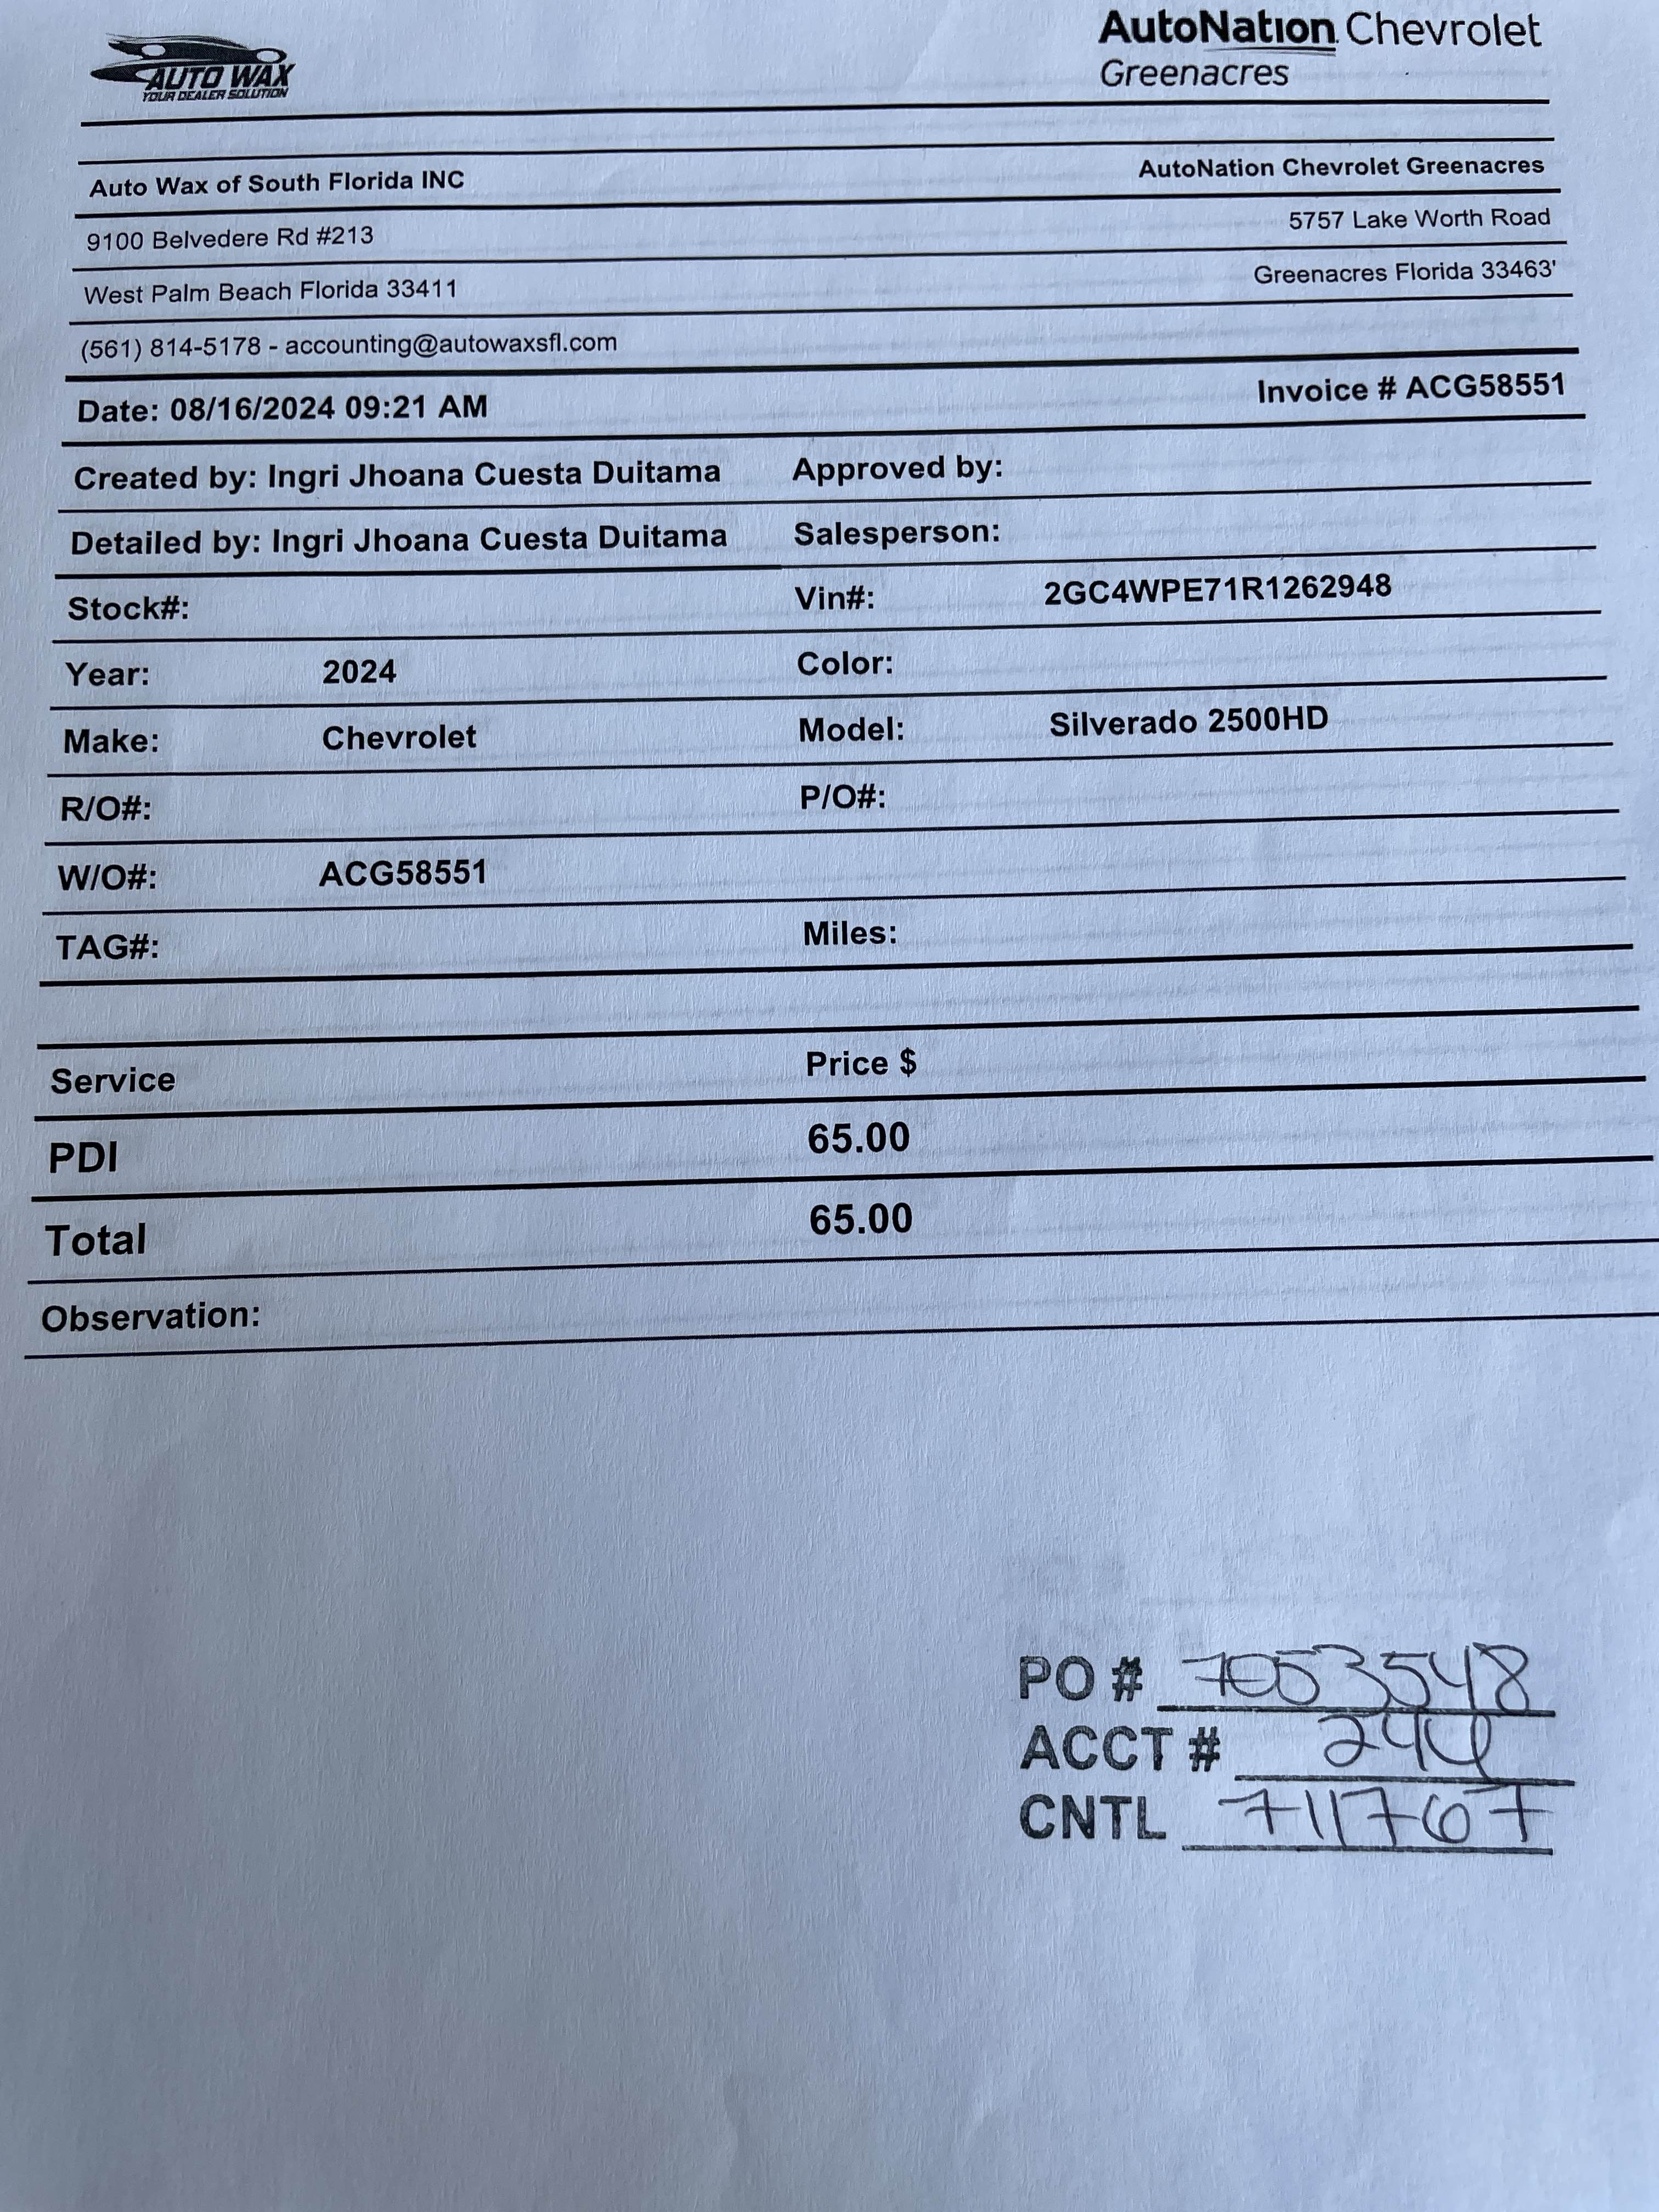 AUTO WAX
YOUR DEALER SOLUTION
AutoNation Chevrolet
Greenacres
Auto Wax of South Florida INC AutoNation Chevrolet Greenacres
9100 Belvedere Rd #213 5757 Lake Worth Road
West Palm Beach Florida 33411 Greenacres Florida 33463'
(561) 814-5178 - accounting@autowaxsfl.com
Date: 08/16/2024 09:21 AM Invoice # ACG58551
Created by: Ingri Jhoana Cuesta Duitama Approved by:
Detailed by: Ingri Jhoana Cuesta Duitama Salesperson:
Stock#: Vin#: 2GC4WPE71R1262948
Year: 2024 Color:
Make: Chevrolet Model: Silverado 2500HD
R/O#: P/O#:
W/O#: ACG58551
TAG#: Miles:
Service Price $
PDI 65.00
Total 65.00
Observation:
PO # 7053548
ACCT #
CNTL 711767